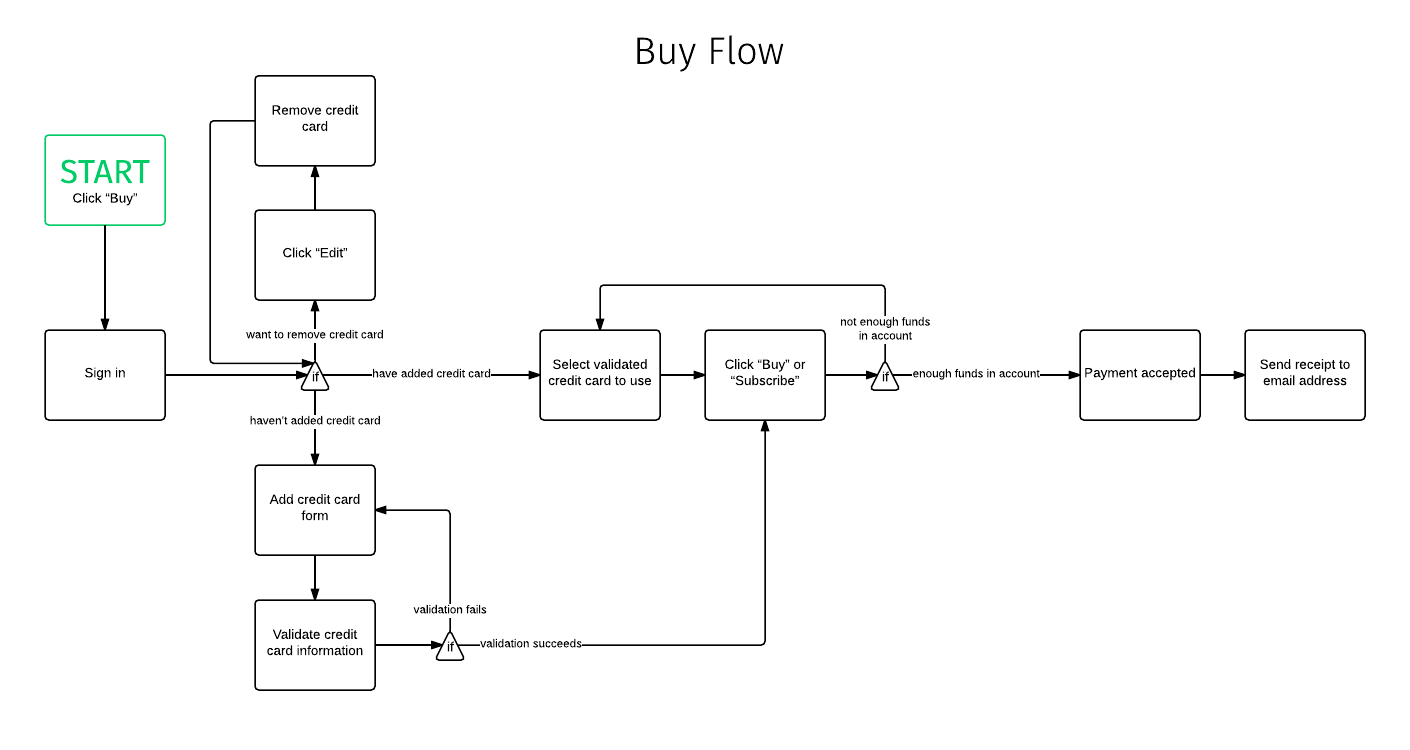 Buy Flow
Remove credit
card
START
Click “Buy”
Click “Edit”
want to remove credit card
not enough funds
in account
Sign in
if
have added credit card
Select validated
credit card to use
Click “Buy” or
“Subscribe”
if
enough funds in account
Payment accepted
Send receipt to
email address
haven’t added credit card
Add credit card
form
validation fails
Validate credit
card information
if
validation succeeds